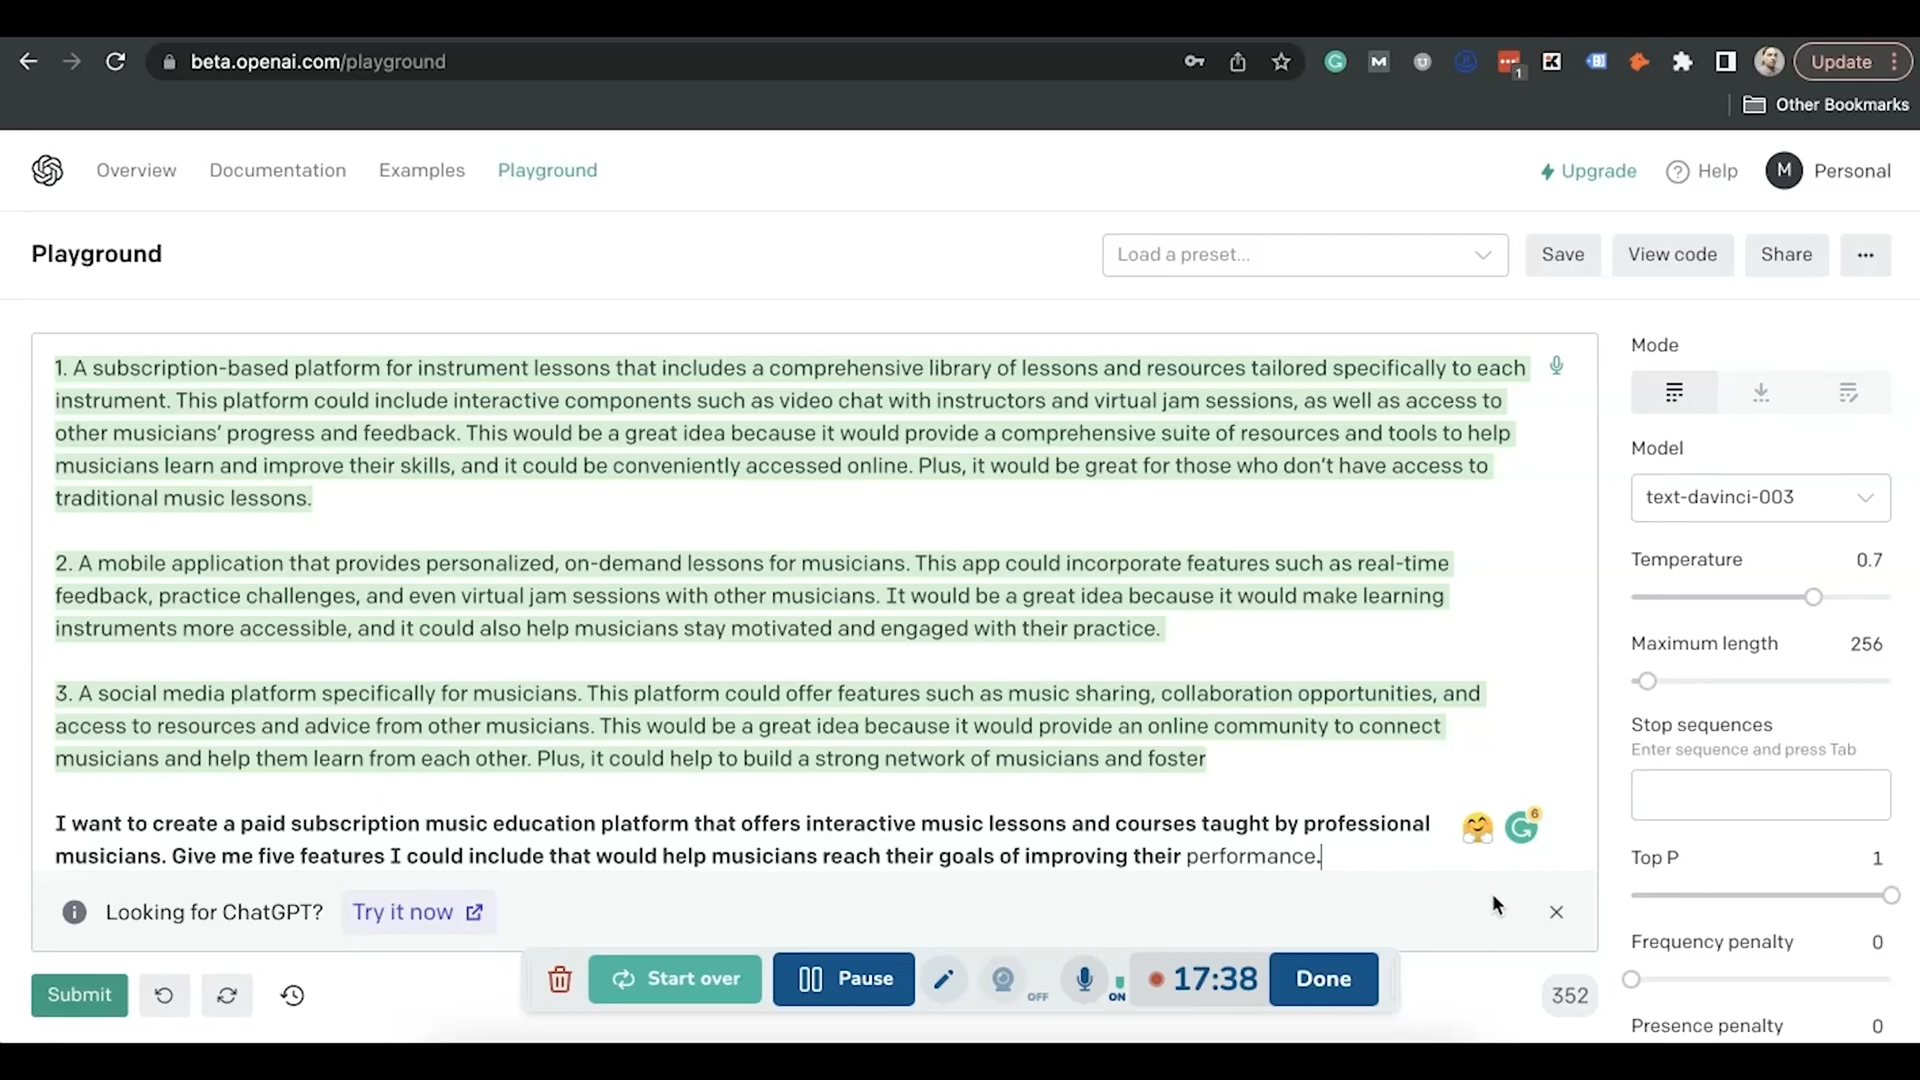 beta.openai.com/playground
1
Update
Other Bookmarks
Overview
Documentation
Examples
Playground
Upgrade
Help
M
Personal
Playground
Load a preset...
Save
View code
Share
1. A subscription-based platform for instrument lessons that includes a comprehensive library of lessons and resources tailored specifically to each
instrument. This platform could include interactive components such as video chat with instructors and virtual jam sessions, as well as access to
other musicians’ progress and feedback. This would be a great idea because it would provide a comprehensive suite of resources and tools to help
musicians learn and improve their skills, and it could be conveniently accessed online. Plus, it would be great for those who don’t have access to
traditional music lessons.
2. A mobile application that provides personalized, on-demand lessons for musicians. This app could incorporate features such as real-time
feedback, practice challenges, and even virtual jam sessions with other musicians. It would be a great idea because it would make learning
instruments more accessible, and it could also help musicians stay motivated and engaged with their practice.
3. A social media platform specifically for musicians. This platform could offer features such as music sharing, collaboration opportunities, and
access to resources and advice from other musicians. This would be a great idea because it would provide an online community to connect
musicians and help them learn from each other. Plus, it could help to build a strong network of musicians and foster
I want to create a paid subscription music education platform that offers interactive music lessons and courses taught by professional
musicians. Give me five features I could include that would help musicians reach their goals of improving their performance.
6
Looking for ChatGPT?
Try it now
Submit
Start over
Pause
OFF
ON
17:38
Done
352
Mode
Model
text-davinci-003
Temperature 0.7
Maximum length 256
Stop sequences
Enter sequence and press Tab
Top P 1
Frequency penalty 0
Presence penalty 0